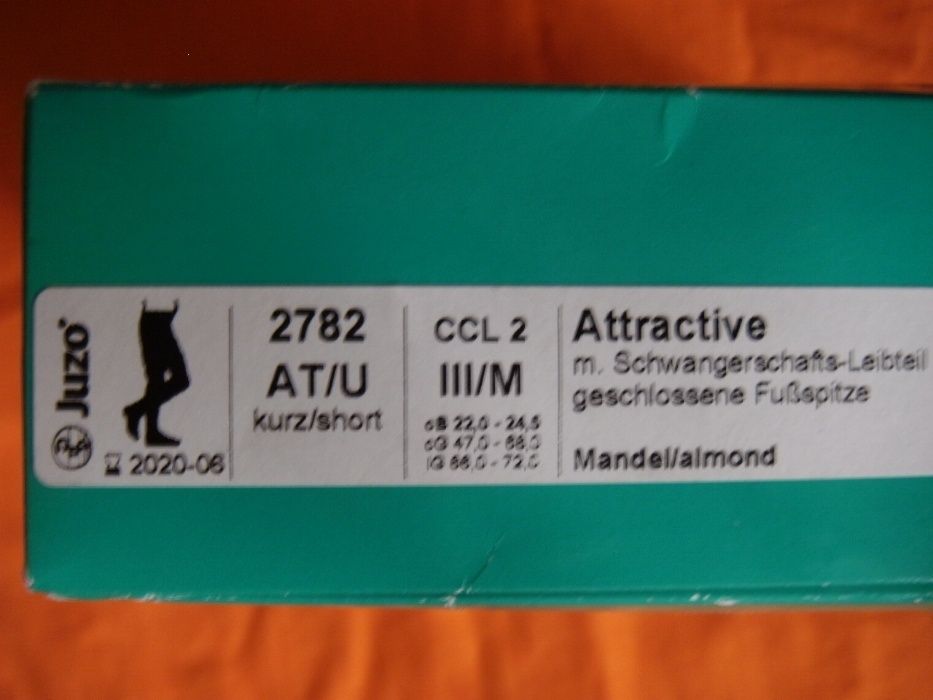 Juzo
2020-06
2782
AT/U
kurz/short
CCL 2
III/M
cB 22,0 - 24,5
cG 47,0 - 68,0
lG 66,0 - 72,0
Attractive
m. Schwangerschafts-Leibteil
geschlossene Fußspitze
Mandel/almond